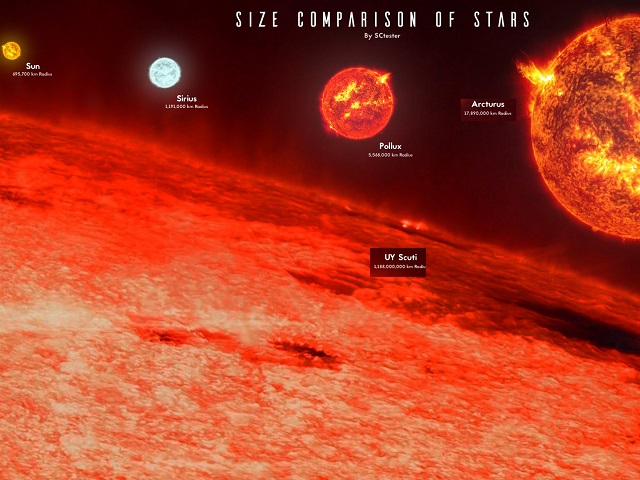 SIZE COMPARISON OF STARS
By SCtester
Sun
695,700 km Radius
Sirius
1,191,000 km Radius
Pollux
5,568,000 km Radius
Arcturus
17,890,000 km Radius
UY Scuti
1,188,000,000 km Radius